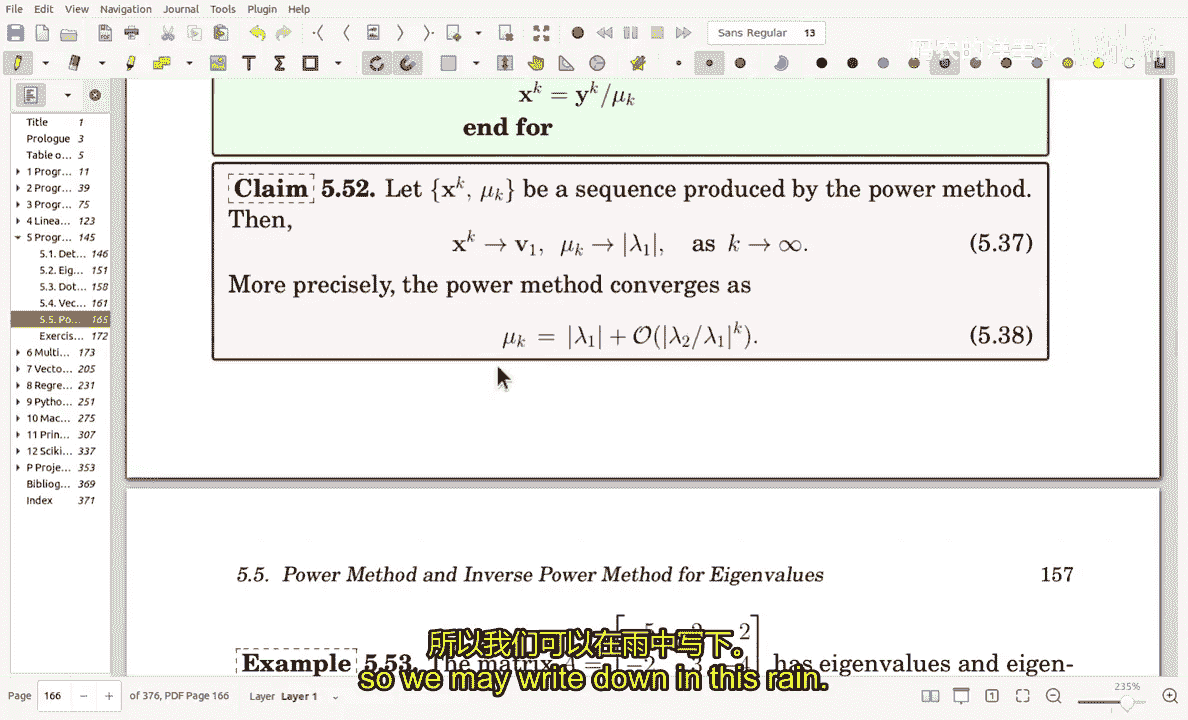 File Edit View Navigation Journal Tools Plugin Help
Sans Regular 13
Title 1
Prologue 3
Table o... 5
1 Progr... 11
2 Progr... 39
3 Progr... 75
4 Linea... 123
5 Progr... 145
5.1. Det... 146
5.2. Eig... 151
5.3. Dot... 158
5.4. Vec... 161
5.5. Po... 165
Exercis... 172
6 Multi... 173
7 Vecto... 205
8 Regre... 231
9 Pytho... 251
10 Mac... 275
11 Prin... 307
12 Sciki... 337
P Proje... 353
Bibliog... 369
Index 371
x^k = y^k/μ_k
end for
Claim 5.52. Let {x^k, μ_k} be a sequence produced by the power method.
Then,
x^k → v_1, μ_k → |λ_1|, as k → ∞. (5.37)
More precisely, the power method converges as
μ_k = |λ_1| + O(|λ_2/λ_1|^k). (5.38)
5.5. Power Method and Inverse Power Method for Eigenvalues 157
Example 5.53. The matrix A = has eigenvalues and eigen-
所以我们可以在雨中写下。
so we may write down in this rain.
Page 166 of 376, PDF Page 166 Layer Layer 1 235%